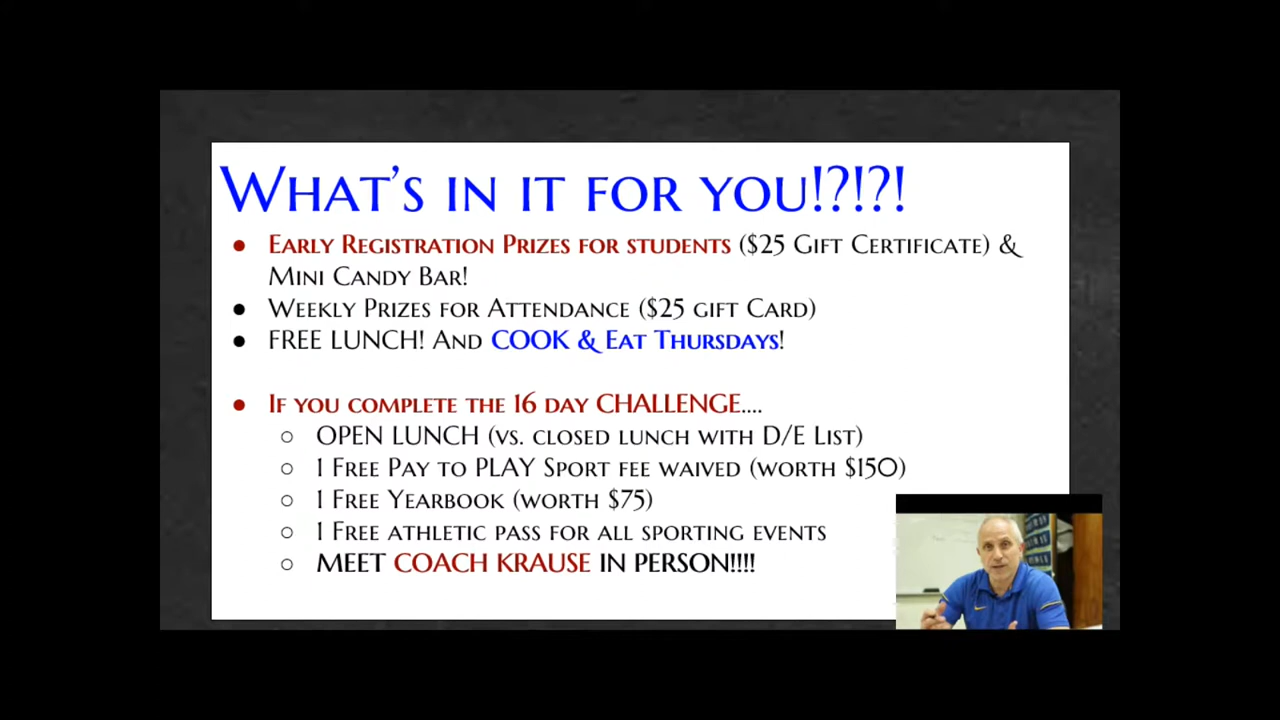 What's in it for you!?!?!
● Early Registration Prizes for students ($25 Gift Certificate) &
Mini Candy Bar!
● Weekly Prizes for Attendance ($25 gift Card)
● FREE LUNCH! And COOK & Eat Thursdays!
● If you complete the 16 day CHALLENGE....
○ OPEN LUNCH (vs. closed lunch with D/E List)
○ 1 Free Pay to PLAY Sport fee waived (worth $150)
○ 1 Free Yearbook (worth $75)
○ 1 Free athletic pass for all sporting events
○ MEET COACH KRAUSE IN PERSON!!!!